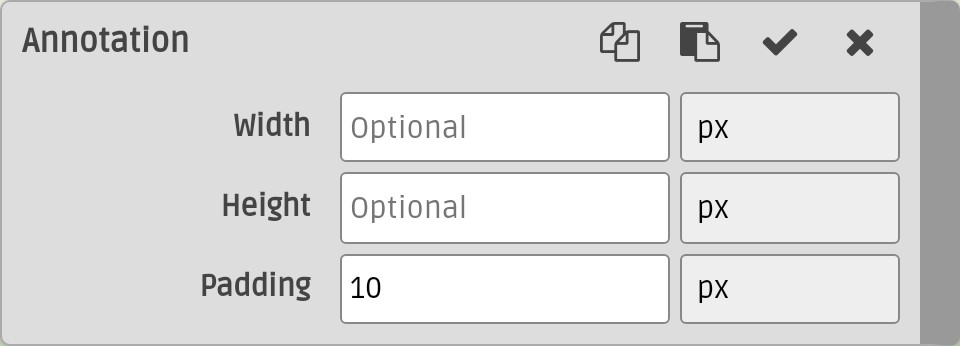 Annotation
Width Optional px
Height Optional px
Padding 10 px